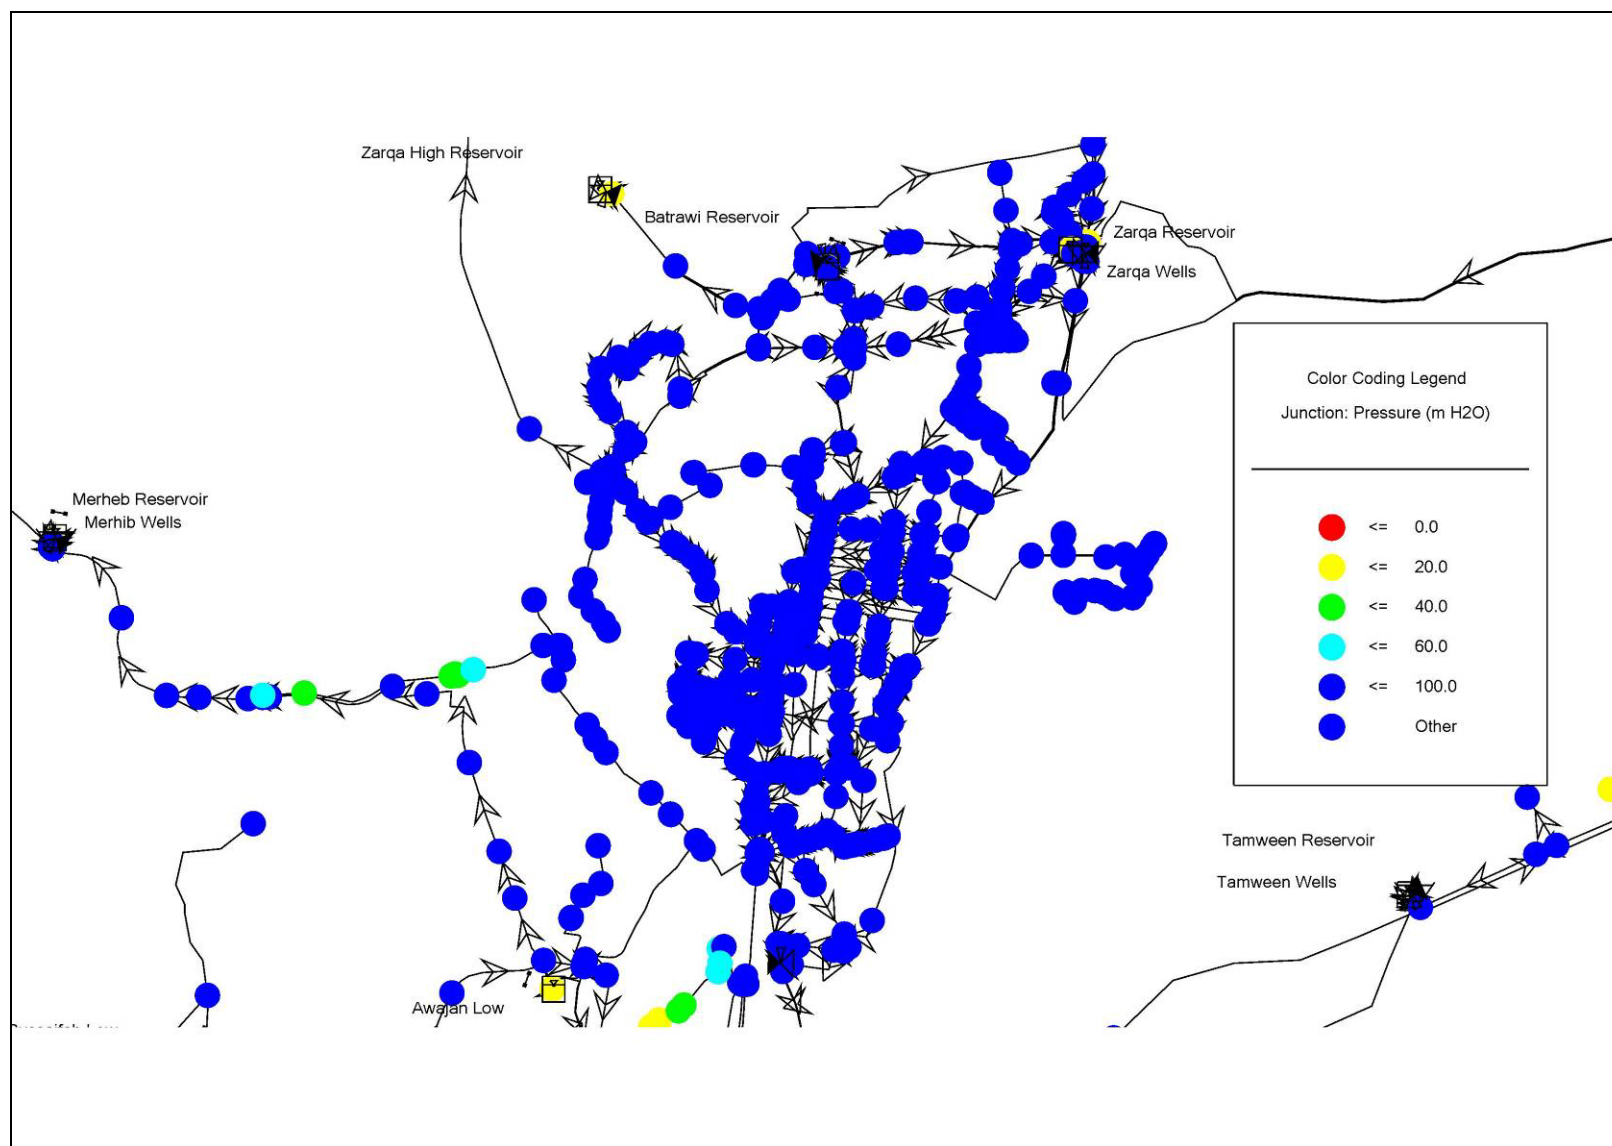 Zarqa High Reservoir
Batrawi Reservoir
Zarqa Reservoir
Zarqa Wells
Color Coding Legend
Junction: Pressure (m H2O)
Merheb Reservoir
Merhib Wells
<= 0.0
<= 20.0
<= 40.0
<= 60.0
<= 100.0
Other
Tamween Reservoir
Tamween Wells
Awajan Low